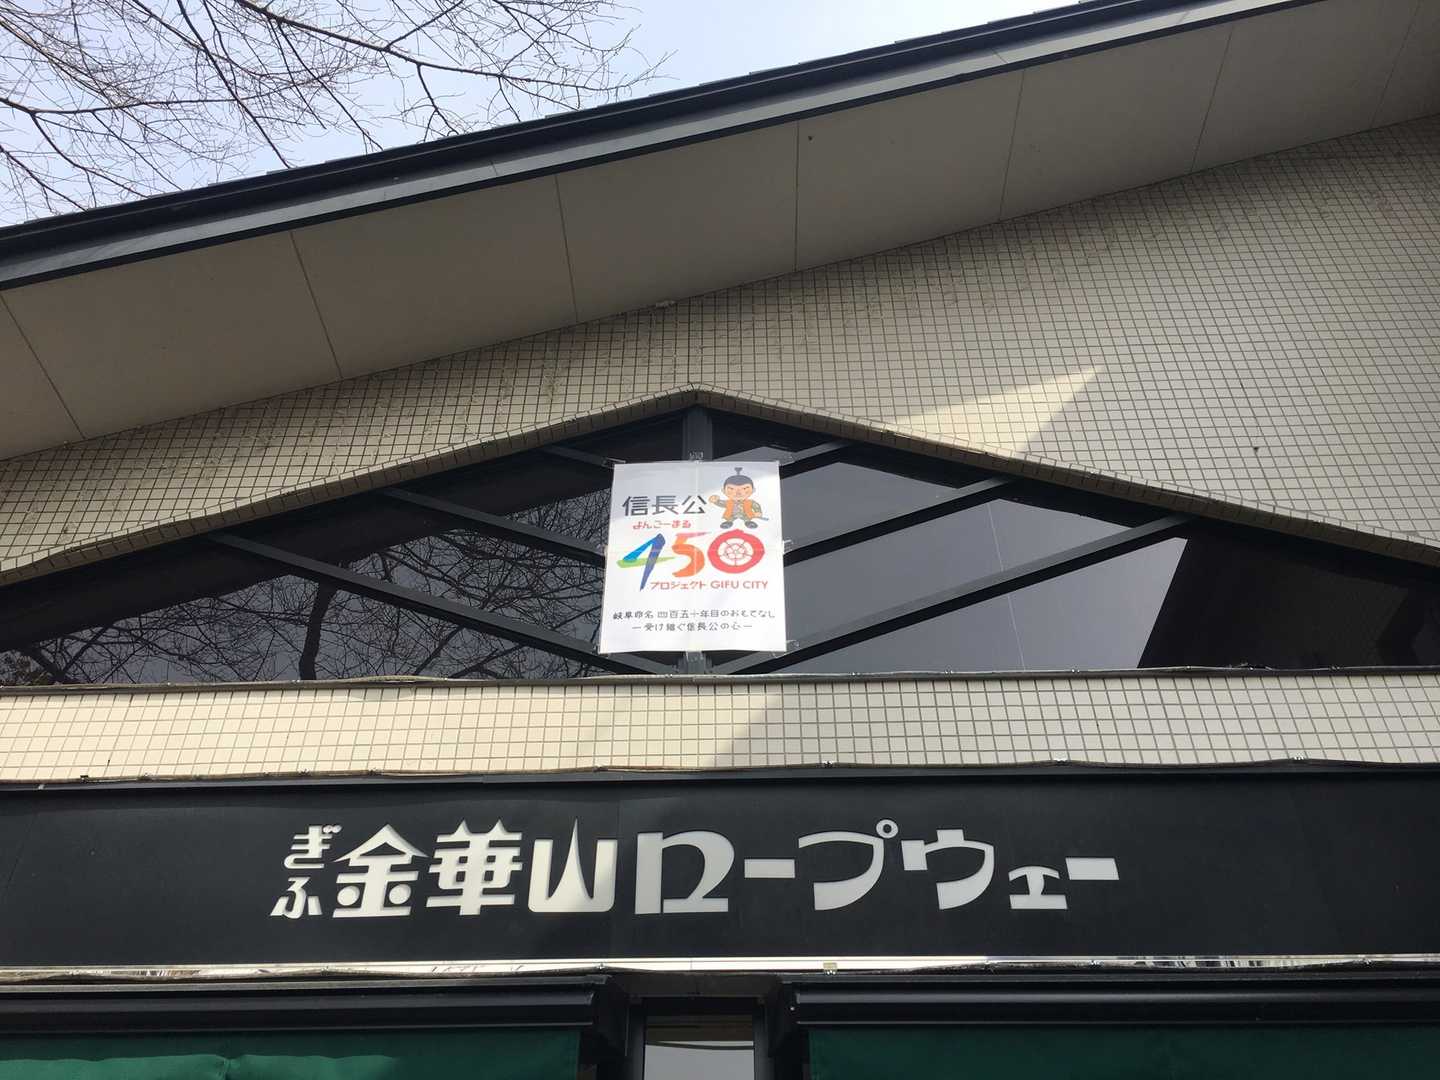 信長公
よんごーまる
450
プロジェクト GIFU CITY
岐阜命名 四百五十年目のおもてなし
ー受け継ぐ信長公の心ー
ぎふ金華山ロープウェー